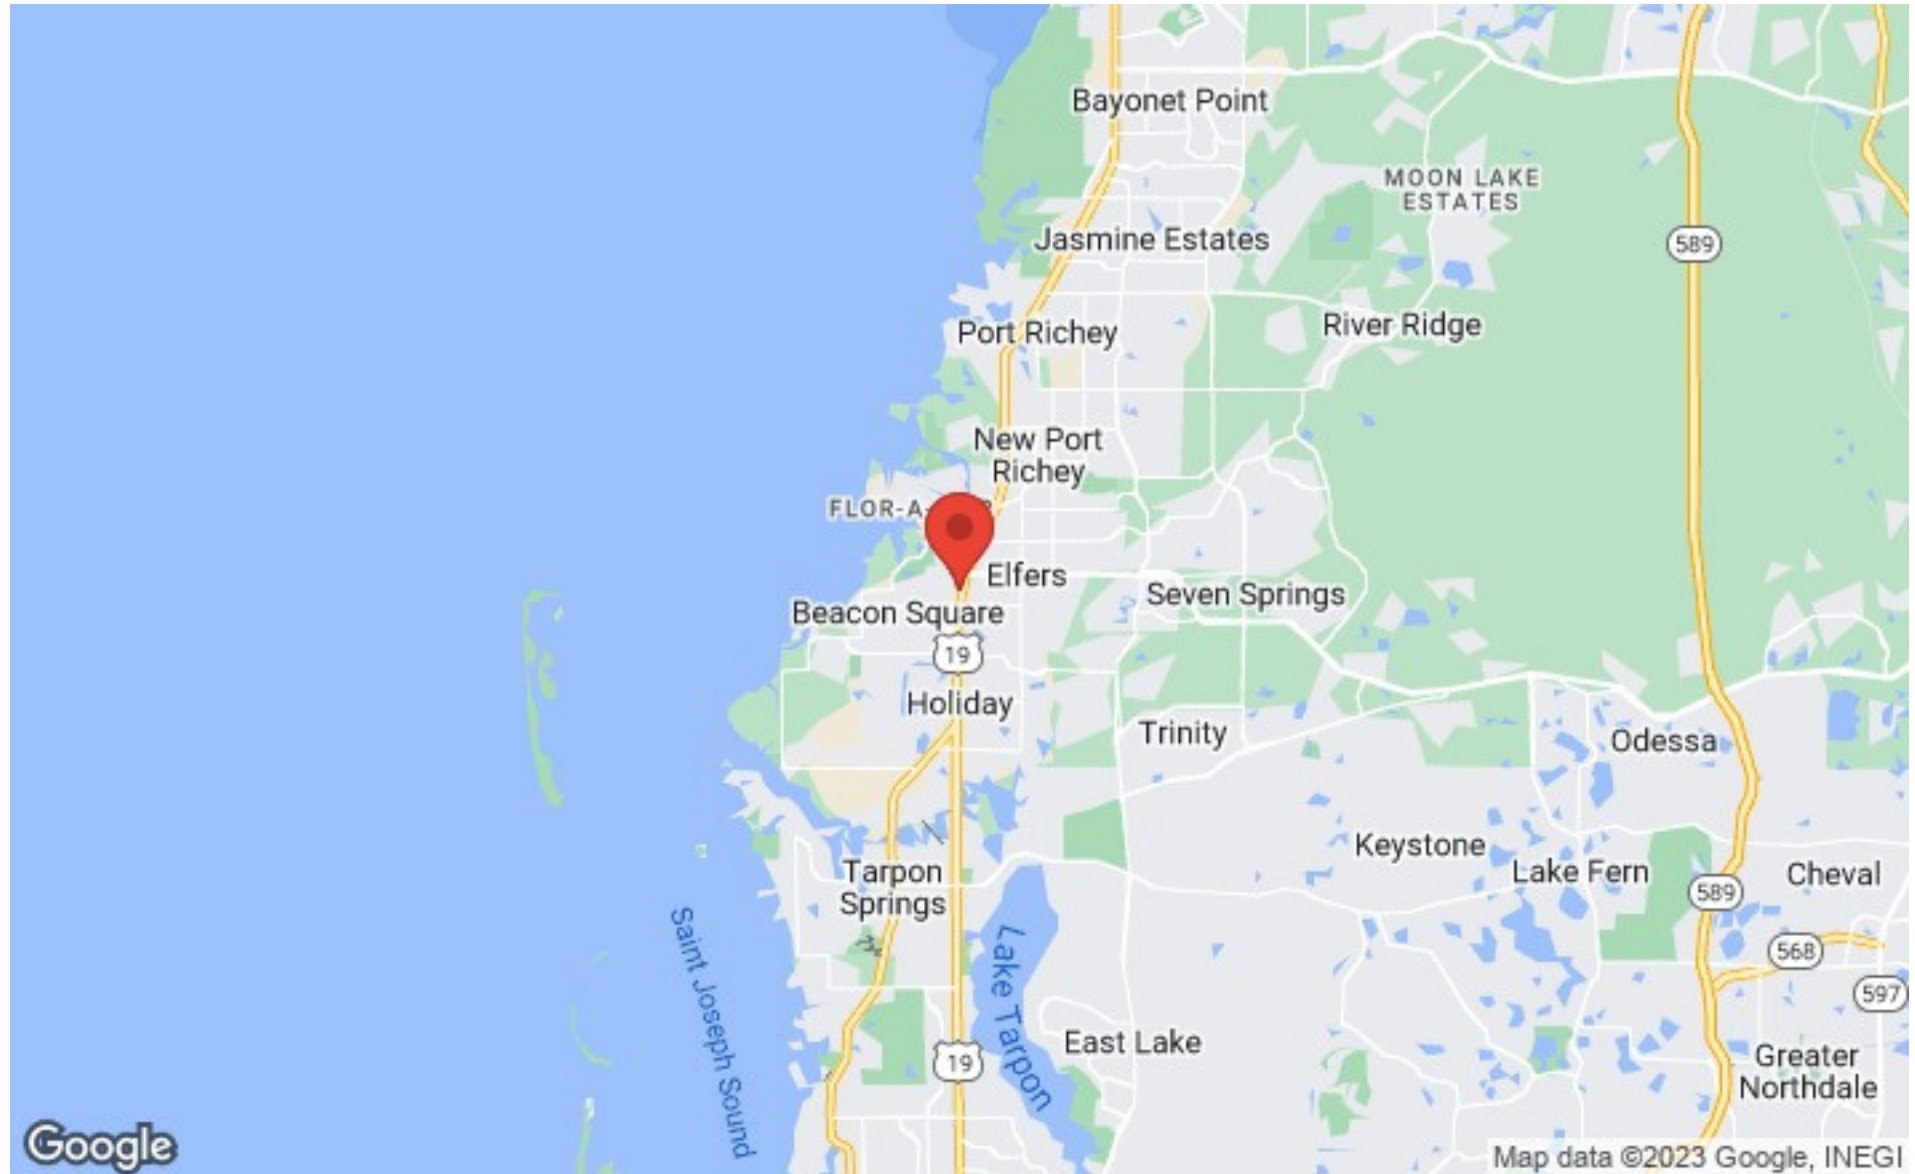 Bayonet Point
MOON LAKE
ESTATES
Jasmine Estates
589
River Ridge
Port Richey
New Port
Richey
FLOR-A-
Elfers
Seven Springs
Beacon Square
19
Holiday
Trinity
Odessa
Keystone
Lake Fern
Cheval
Tarpon
Springs
589
Saint Joseph Sound
Lake Tarpon
568
597
East Lake
19
Greater
Northdale
Google
Map data ©2023 Google, INEGI